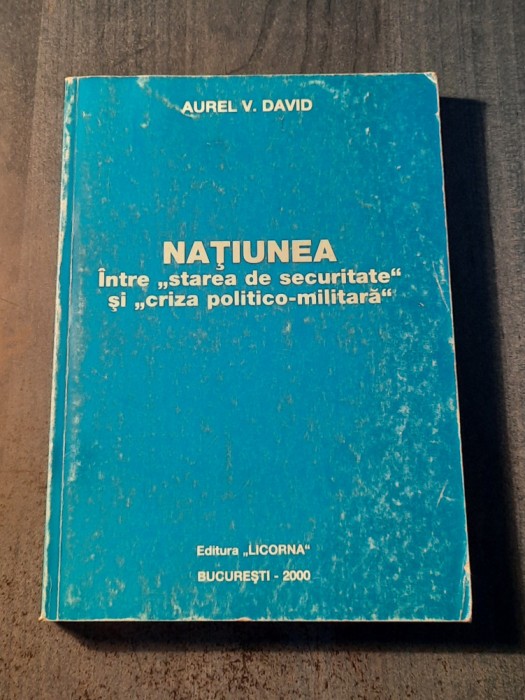 AUREL V. DAVID
NAŢIUNEA
Între „starea de securitate“
şi „criza politico-militară“
Editura „LICORNA“
BUCUREŞTI - 2000